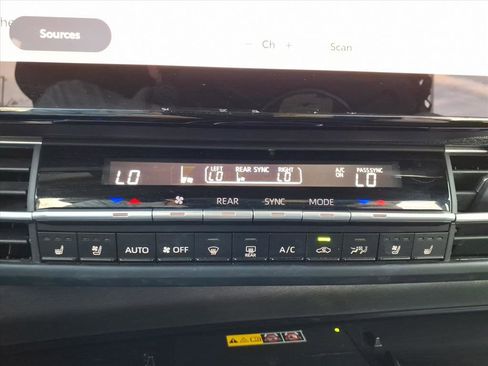 he
Sources
Ch
Scan
LO
LEFT
LO
REAR SYNC
RIGHT
LO
A/C
ON
PASS SYNC
LO
REAR SYNC MODE
AUTO OFF REAR A/C